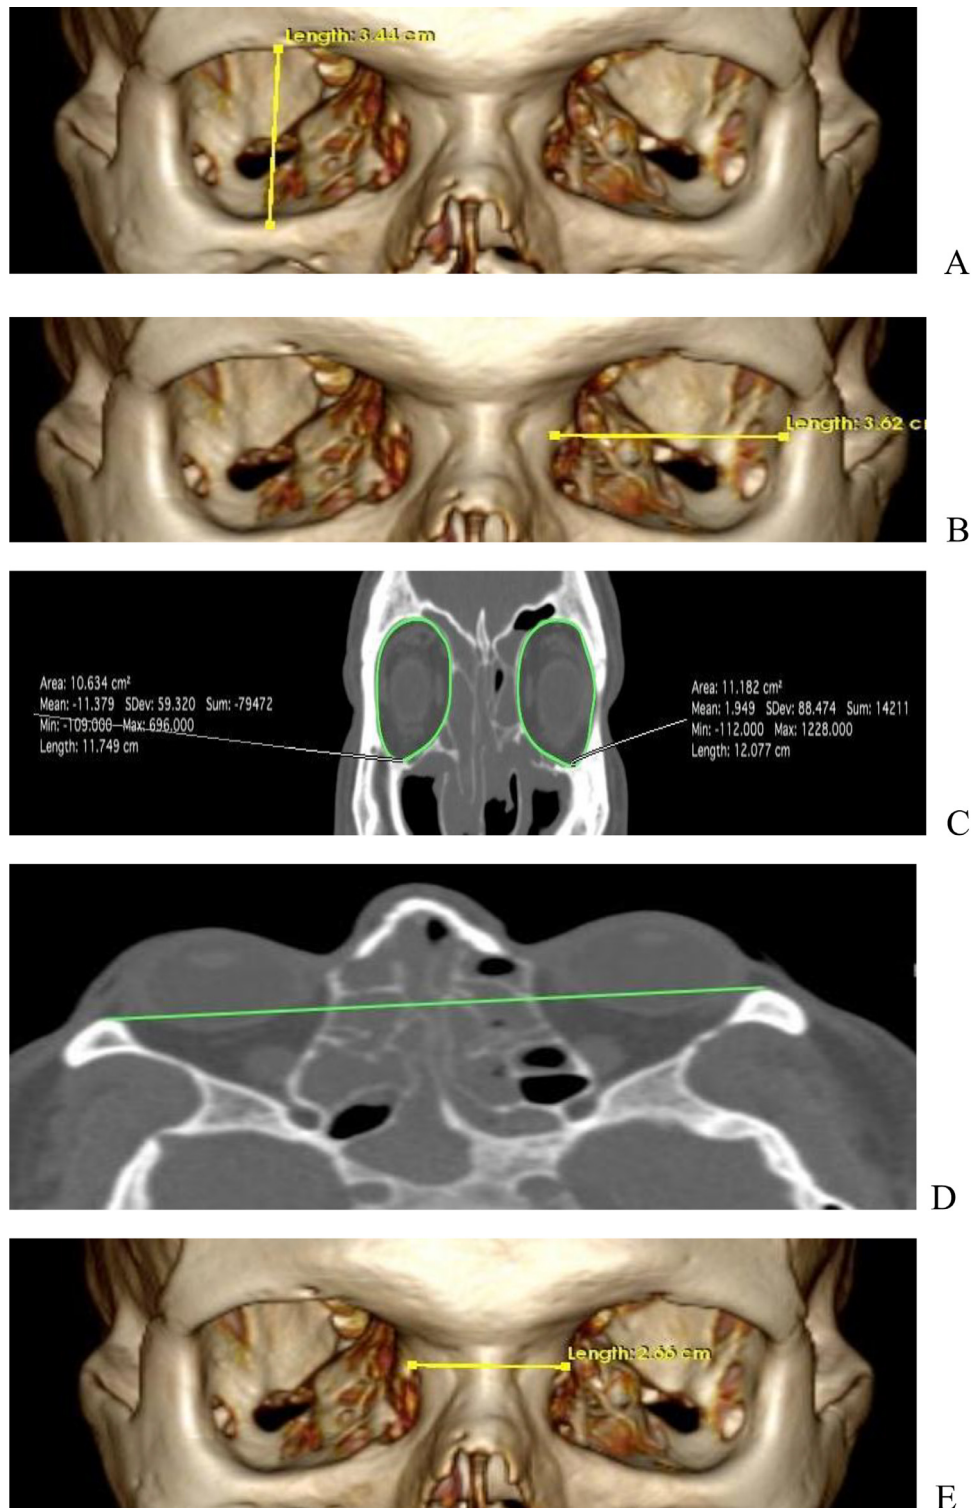 Length: 3.44 cm
A
Length: 3.62 c
B
Area: 10.634 cm²
Mean: -11.379 SDev: 59.320 Sum: -79472
Min: -109.000 Max: 696.000
Length: 11.749 cm
Area: 11.182 cm²
Mean: 1.949 SDev: 88.474 Sum: 14211
Min: -112.000 Max: 1228.000
Length: 12.077 cm
C
D
Length: 2.66 cm
E